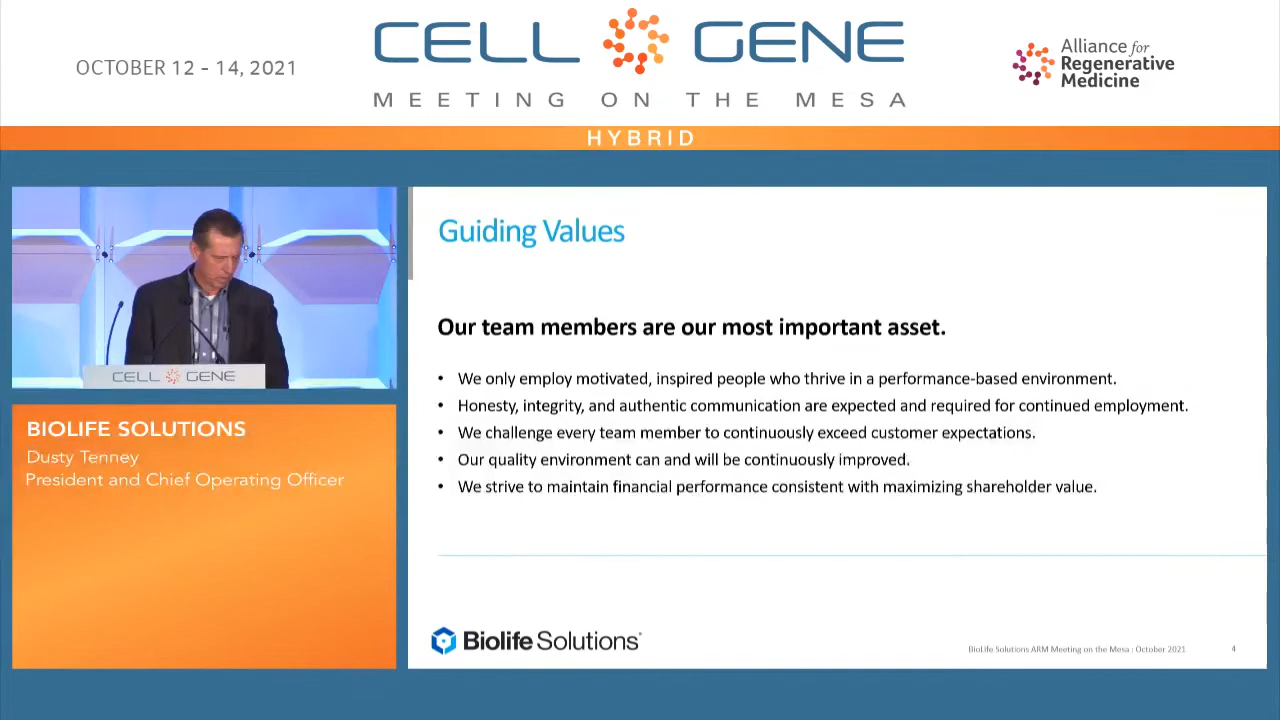 OCTOBER 12 - 14, 2021
CELL GENE
MEETING ON THE MESA
Alliance for
Regenerative
Medicine
HYBRID
CELL GENE
BIOLIFE SOLUTIONS
Dusty Tenney
President and Chief Operating Officer
Guiding Values
Our team members are our most important asset.
• We only employ motivated, inspired people who thrive in a performance-based environment.
• Honesty, integrity, and authentic communication are expected and required for continued employment.
• We challenge every team member to continuously exceed customer expectations.
• Our quality environment can and will be continuously improved.
• We strive to maintain financial performance consistent with maximizing shareholder value.
Biolife Solutions
BioLife Solutions ARM Meeting on the Mesa : October 2021 4